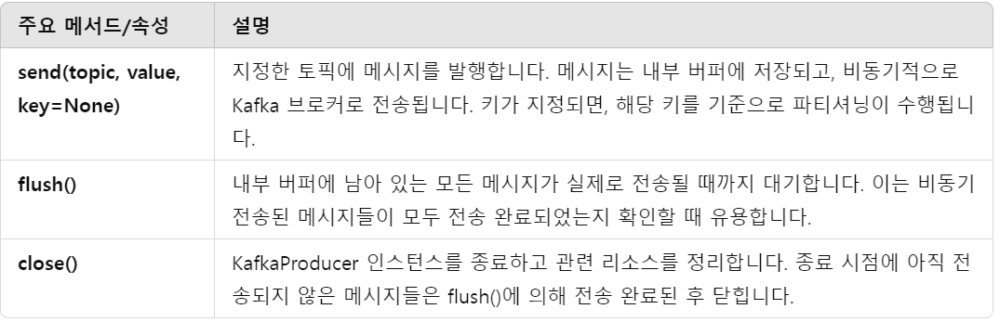 주요 메서드/속성
설명
send(topic, value,
key=None)
지정한 토픽에 메시지를 발행합니다. 메시지는 내부 버퍼에 저장되고, 비동기적으로
Kafka 브로커로 전송됩니다. 키가 지정되면, 해당 키를 기준으로 파티셔닝이 수행됩니
다.
flush()
내부 버퍼에 남아 있는 모든 메시지가 실제로 전송될 때까지 대기합니다. 이는 비동기
전송된 메시지들이 모두 전송 완료되었는지 확인할 때 유용합니다.
close()
KafkaProducer 인스턴스를 종료하고 관련 리소스를 정리합니다. 종료 시점에 아직 전
송되지 않은 메시지들은 flush()에 의해 전송 완료된 후 닫힙니다.